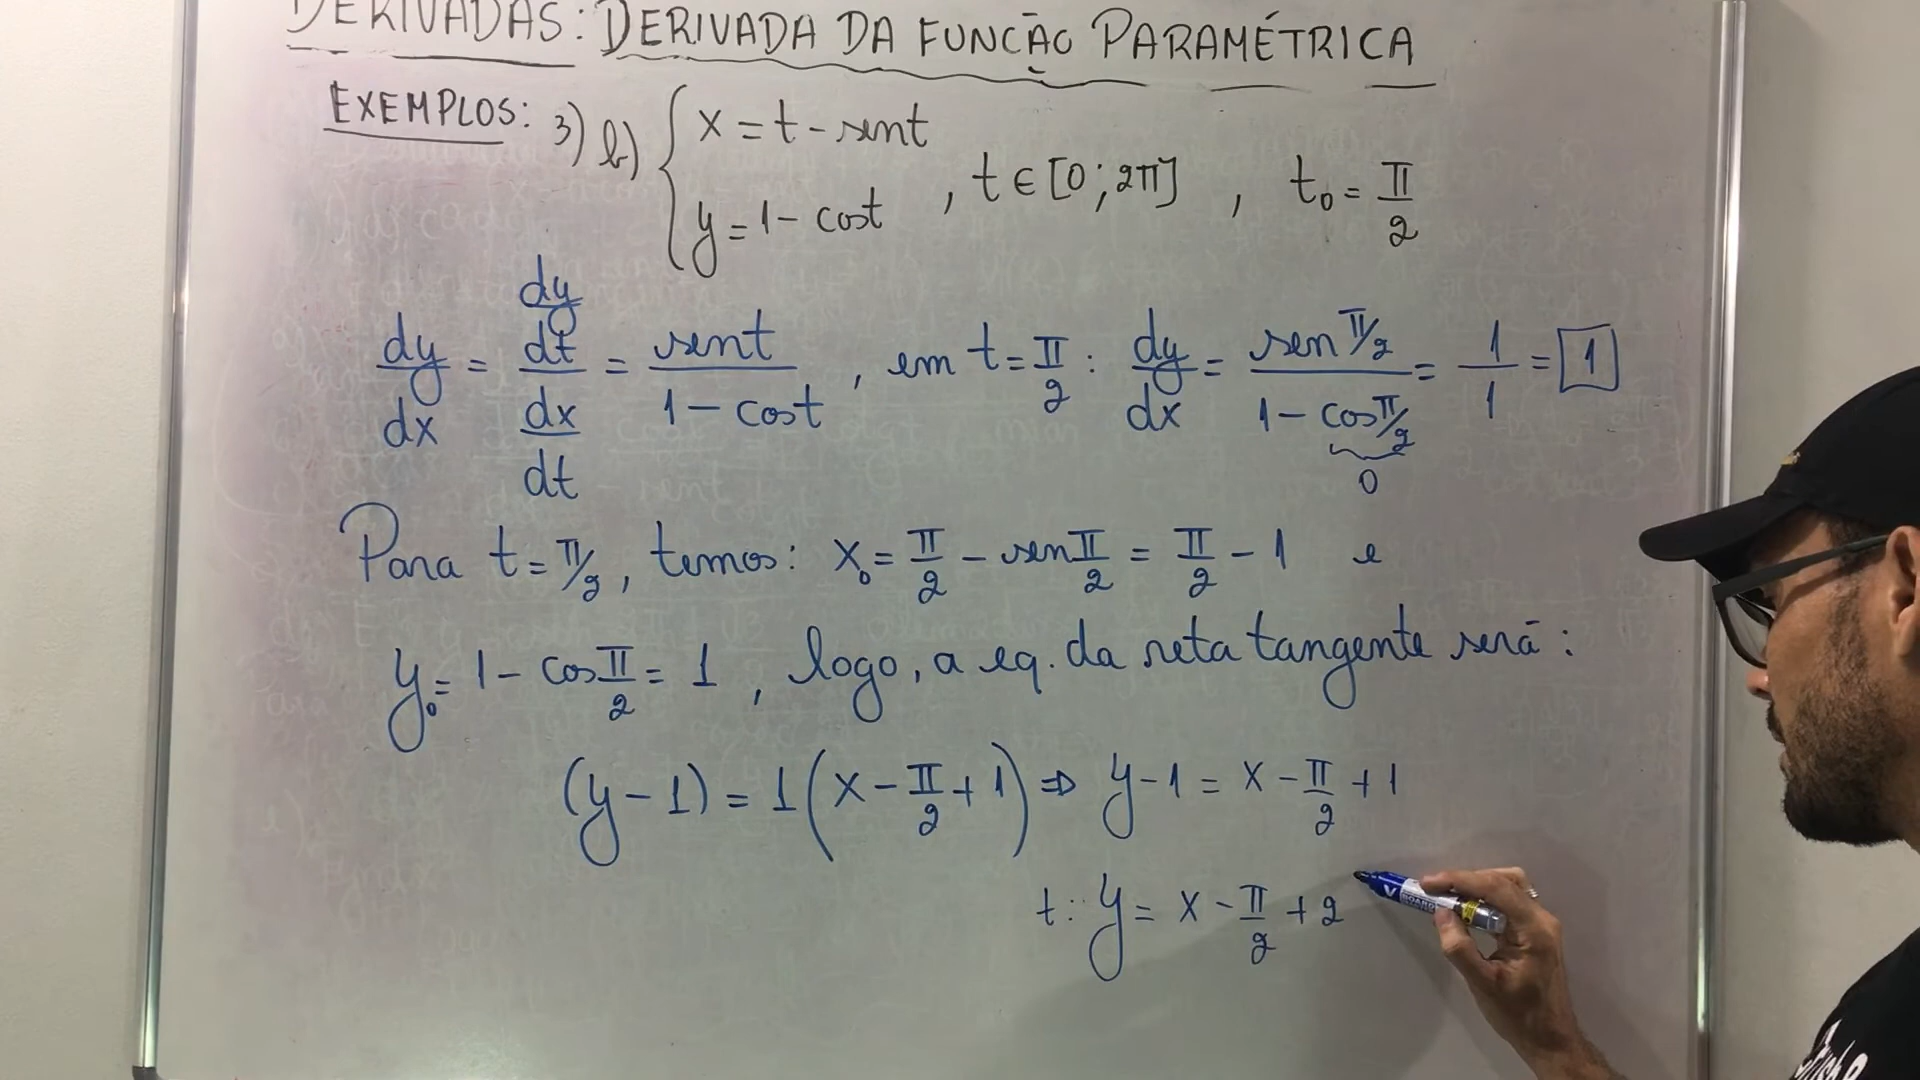 DERIVADAS: DERIVADA DA FUNÇÃO PARAMÉTRICA
EXEMPLOS: 3) b) { x = t - sent
y = 1 - cost , t ∈ [0; 2π] , t₀ = π/2
dy/dx = (dy/dt)/(dx/dt) = sent/(1 - cost) , em t = π/2 : dy/dx = sen π/2 / (1 - cos π/2) = 1/1 = 1
0
Para t = π/2, temos: x₀ = π/2 - sen π/2 = π/2 - 1 e
y₀ = 1 - cos π/2 = 1 , logo, a eq. da reta tangente será:
(y - 1) = 1(x - π/2 + 1) ⇒ y - 1 = x - π/2 + 1
t: y = x - π/2 + 2